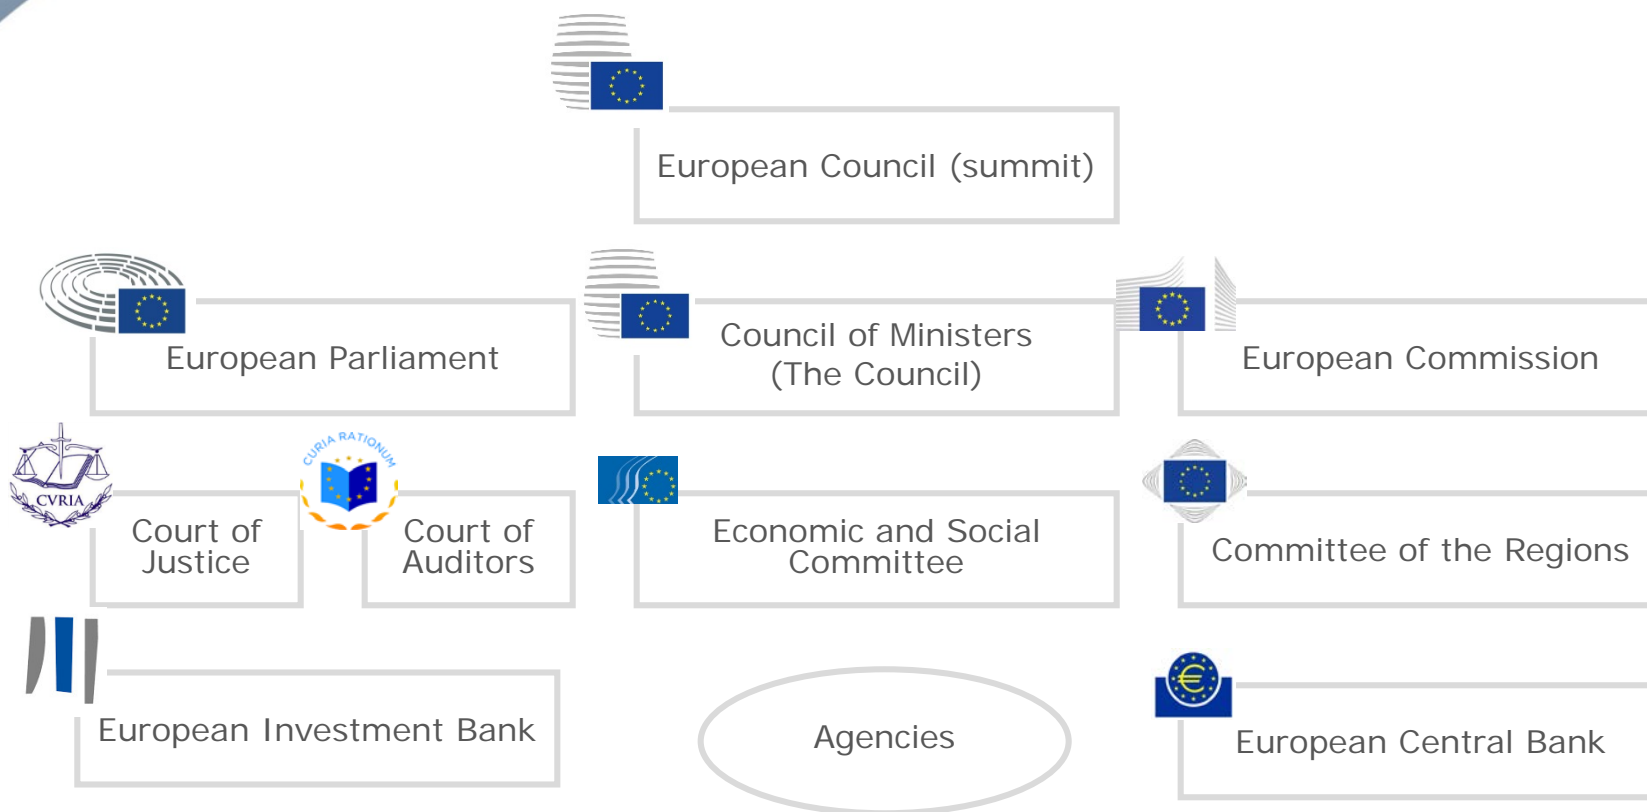 European Council (summit)
European Parliament
Council of Ministers
(The Council)
European Commission
CVRIA
Court of
Justice
CURIA RATIONUM
Court of
Auditors
Economic and Social
Committee
Committee of the Regions
European Investment Bank
Agencies
€
European Central Bank